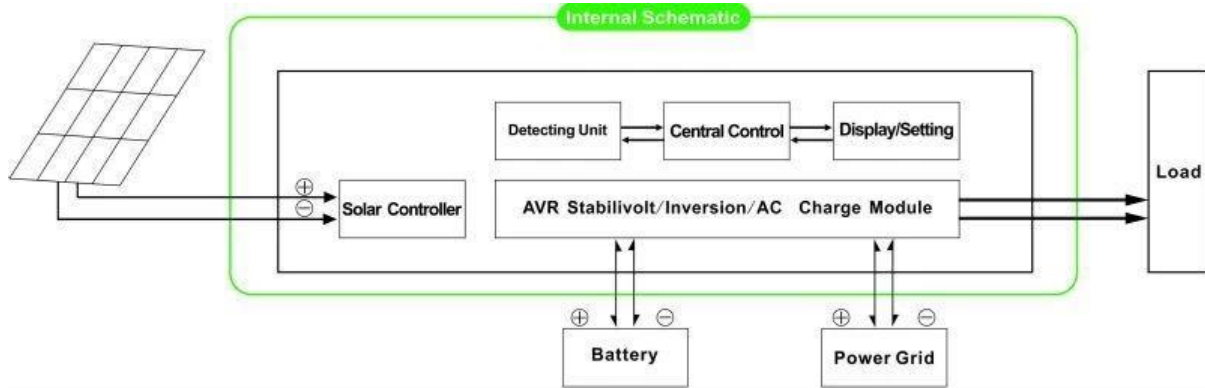 Internal Schematic
Detecting Unit
Central Control
Display/Setting
Load
⊕
⊖
Solar Controller
AVR Stabilivolt/Inversion/AC Charge Module
⊕
⊖
⊕
⊖
Battery
Power Grid